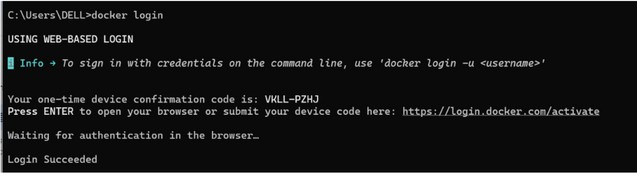 C:\Users\DELL>docker login
USING WEB-BASED LOGIN
i Info → To sign in with credentials on the command line, use 'docker login -u <username>'
Your one-time device confirmation code is: VKLL-PZHJ
Press ENTER to open your browser or submit your device code here: https://login.docker.com/activate
Waiting for authentication in the browser…
Login Succeeded